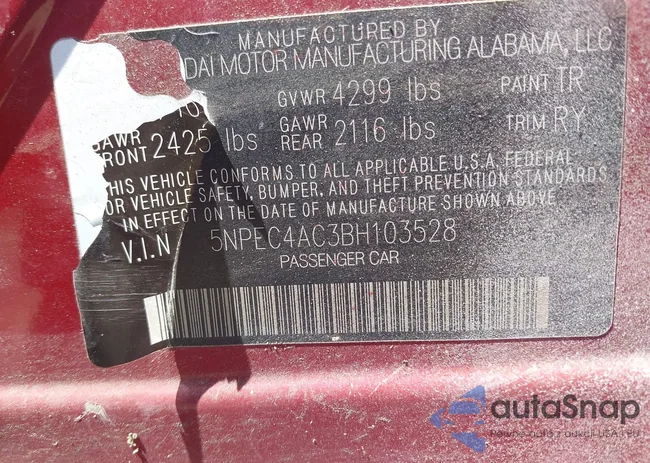 MANUFACTURED BY
DAI MOTOR MANUFACTURING ALABAMA, LLC
GVWR 4299 lbs PAINT TR
GAWR FRONT 2425 lbs GAWR REAR 2116 lbs TRIM RY
THIS VEHICLE CONFORMS TO ALL APPLICABLE U.S.A. FEDERAL
OR VEHICLE SAFETY, BUMPER, AND THEFT PREVENTION STANDARDS
IN EFFECT ON THE DATE OF MANUFACTURE SHOWN ABOVE
V.I.N 5NPEC4AC3BH103528
PASSENGER CAR
autoSnap